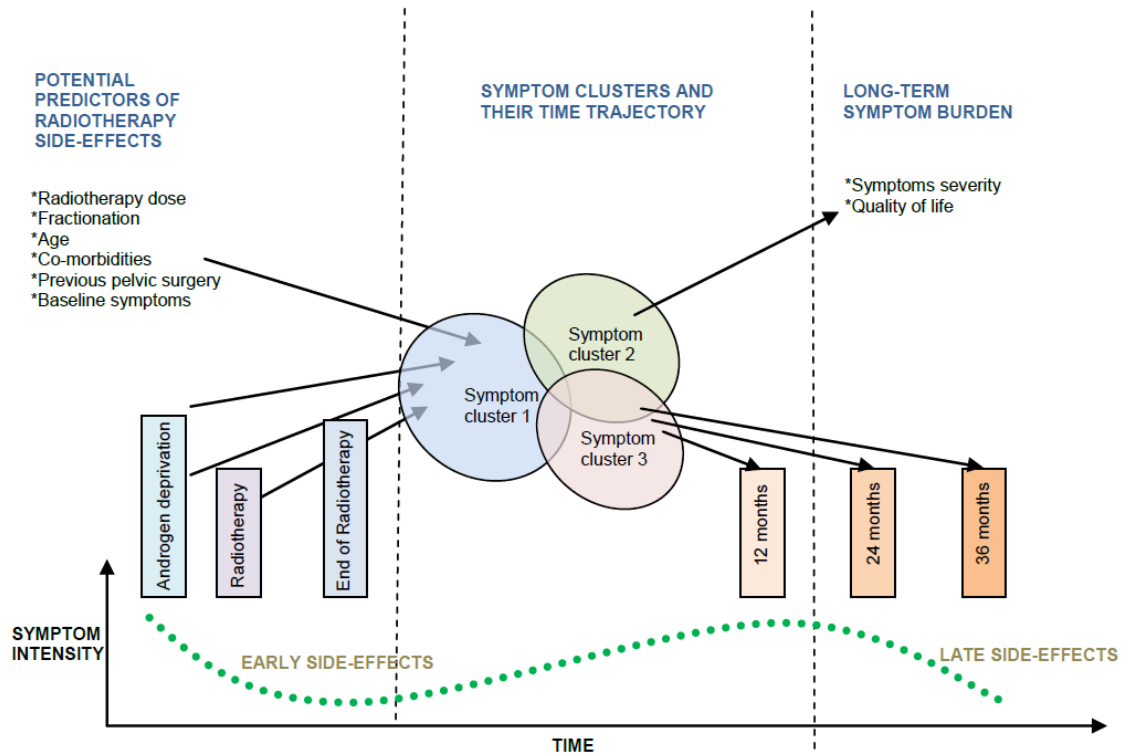 POTENTIAL
PREDICTORS OF
RADIOTHERAPY
SIDE-EFFECTS
*Radiotherapy dose
*Fractionation
*Age
*Co-morbidities
*Previous pelvic surgery
*Baseline symptoms
SYMPTOM CLUSTERS AND
THEIR TIME TRAJECTORY
LONG-TERM
SYMPTOM BURDEN
*Symptoms severity
*Quality of life
Symptom
cluster 1
Symptom
cluster 2
Symptom
cluster 3
Androgen deprivation
Radiotherapy
End of Radiotherapy
12 months
24 months
36 months
SYMPTOM
INTENSITY
EARLY SIDE-EFFECTS
LATE SIDE-EFFECTS
TIME